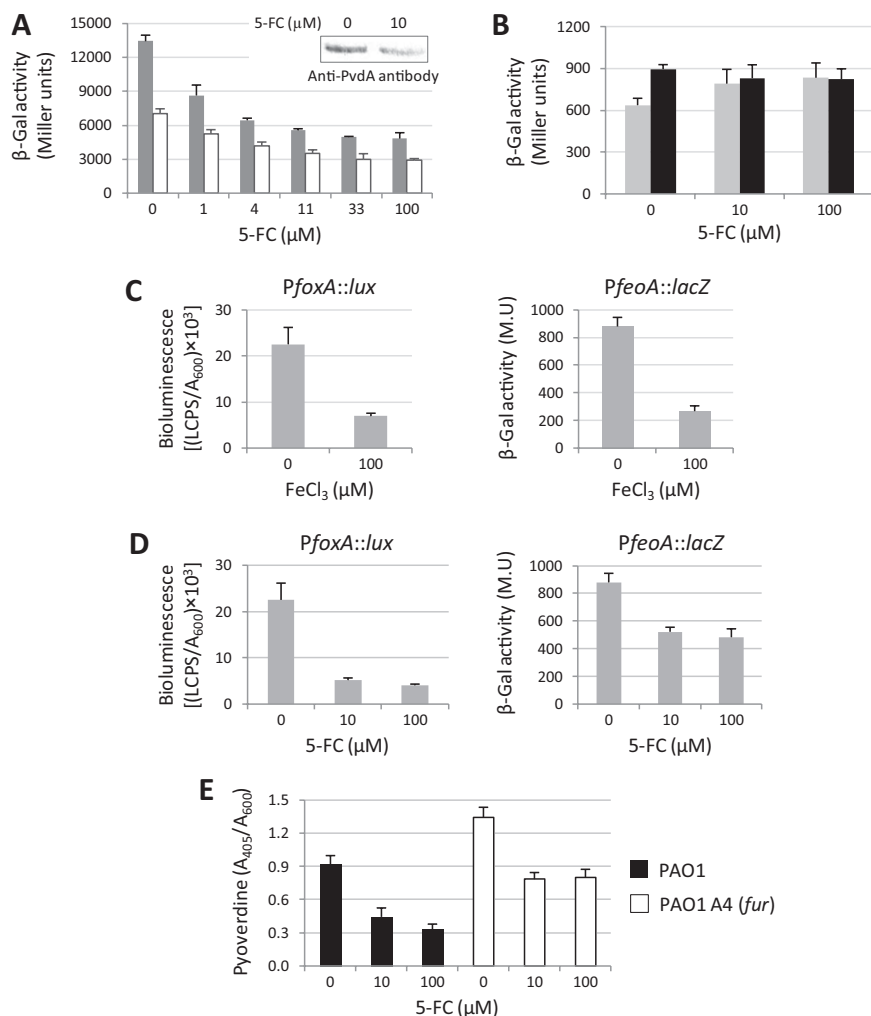 A
5-FC (μM) 0 10
Anti-PvdA antibody
β-Gal activity
(Miller units)
15000
12000
9000
6000
3000
0
0 1 4 11 33 100
5-FC (μM)
B
β-Gal activity
(Miller units)
1200
900
600
300
0
0 10 100
5-FC (μM)
C
PfoxA::lux
Bioluminescesce
[(LCPS/A600)×10³]
30
20
10
0
0 100
FeCl₃ (μM)
PfeoA::lacZ
β-Gal activity (M.U)
1000
800
600
400
200
0
0 100
FeCl₃ (μM)
D
PfoxA::lux
Bioluminescesce
[(LCPS/A600)×10³]
30
20
10
0
0 10 100
5-FC (μM)
PfeoA::lacZ
β-Gal activity (M.U)
1000
800
600
400
200
0
0 10 100
5-FC (μM)
E
Pyoverdine (A405/A600)
1.5
1.2
0.9
0.6
0.3
0.0
0 10 100 0 10 100
5-FC (μM)
PAO1
PAO1 A4 (fur)